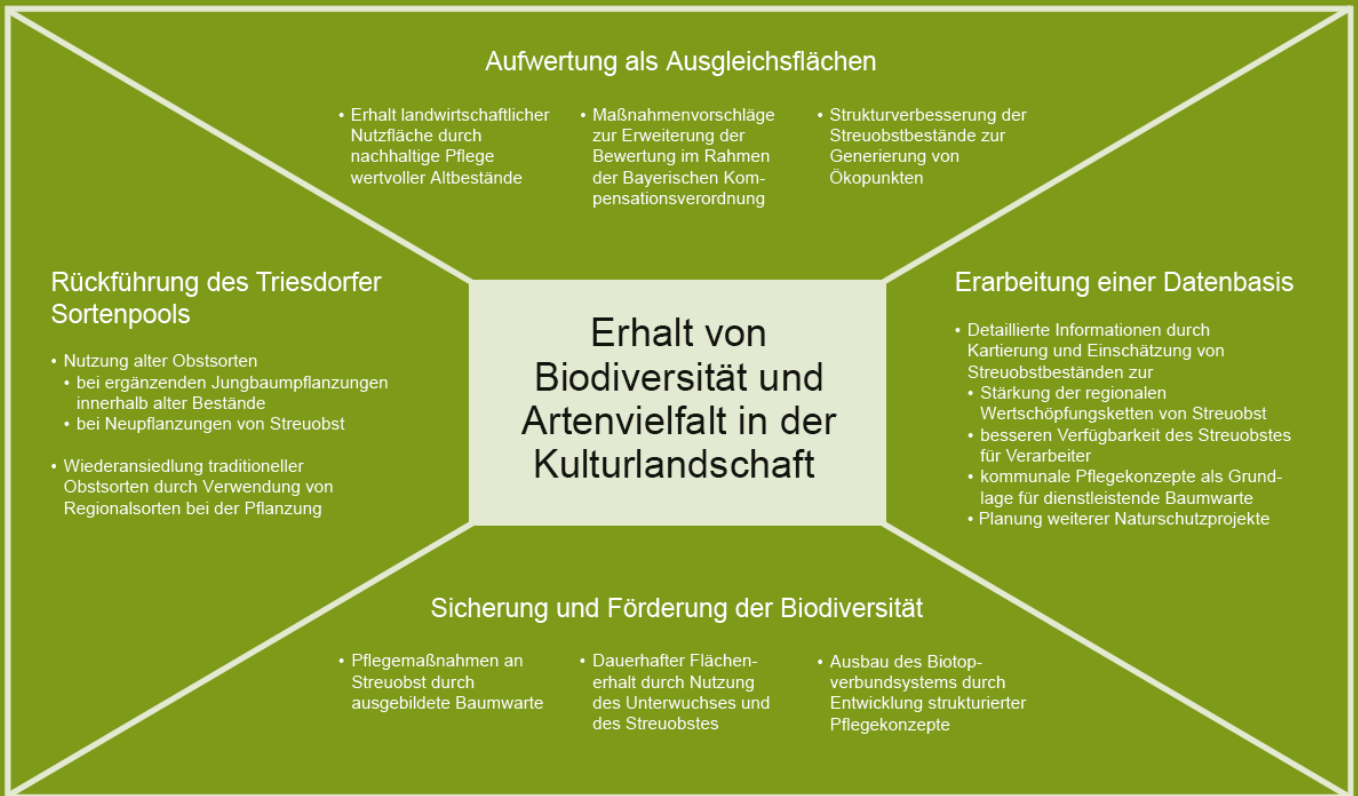 Aufwertung als Ausgleichsflächen
• Erhalt landwirtschaftlicher
Nutzfläche durch
nachhaltige Pflege
wertvoller Altbestände
• Maßnahmenvorschläge
zur Erweiterung der
Bewertung im Rahmen
der Bayerischen Kom-
pensationsverordnung
• Strukturverbesserung der
Streuobstbestände zur
Generierung von
Ökopunkten
Rückführung des Triesdorfer
Sortenpools
• Nutzung alter Obstsorten
• bei ergänzenden Jungbaumpflanzungen
innerhalb alter Bestände
• bei Neupflanzungen von Streuobst
• Wiederansiedlung traditioneller
Obstsorten durch Verwendung von
Regionalsorten bei der Pflanzung
Erhalt von
Biodiversität und
Artenvielfalt in der
Kulturlandschaft
Erarbeitung einer Datenbasis
• Detaillierte Informationen durch
Kartierung und Einschätzung von
Streuobstbeständen zur
• Stärkung der regionalen
Wertschöpfungsketten von Streuobst
• besseren Verfügbarkeit des Streuobstes
für Verarbeiter
• kommunale Pflegekonzepte als Grund-
lage für dienstleistende Baumwarte
• Planung weiterer Naturschutzprojekte
Sicherung und Förderung der Biodiversität
• Pflegemaßnahmen an
Streuobst durch
ausgebildete Baumwarte
• Dauerhafter Flächen-
erhalt durch Nutzung
des Unterwuchses und
des Streuobstes
• Ausbau des Biotop-
verbundsystems durch
Entwicklung strukturierter
Pflegekonzepte